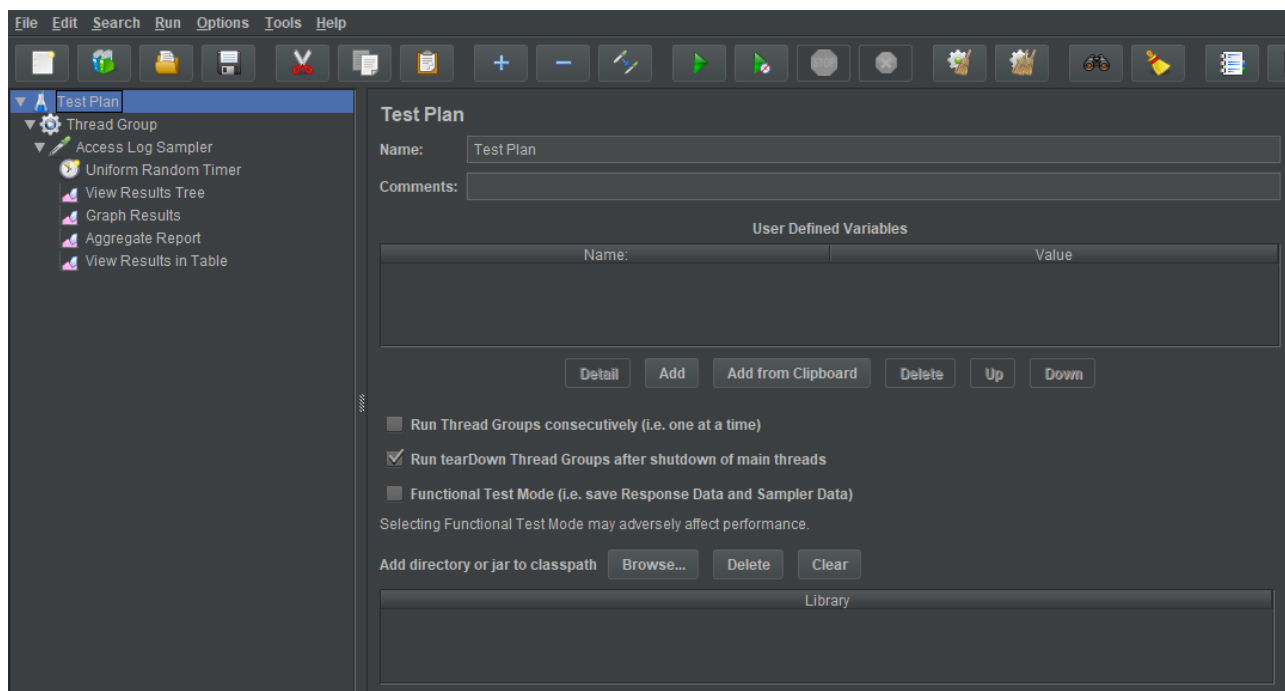 File Edit Search Run Options Tools Help
STOP
Test Plan
Thread Group
Access Log Sampler
Uniform Random Timer
View Results Tree
Graph Results
Aggregate Report
View Results in Table
Test Plan
Name: Test Plan
Comments:
User Defined Variables
Name: Value
Detail Add Add from Clipboard Delete Up Down
Run Thread Groups consecutively (i.e. one at a time)
Run tearDown Thread Groups after shutdown of main threads
Functional Test Mode (i.e. save Response Data and Sampler Data)
Selecting Functional Test Mode may adversely affect performance.
Add directory or jar to classpath Browse... Delete Clear
Library